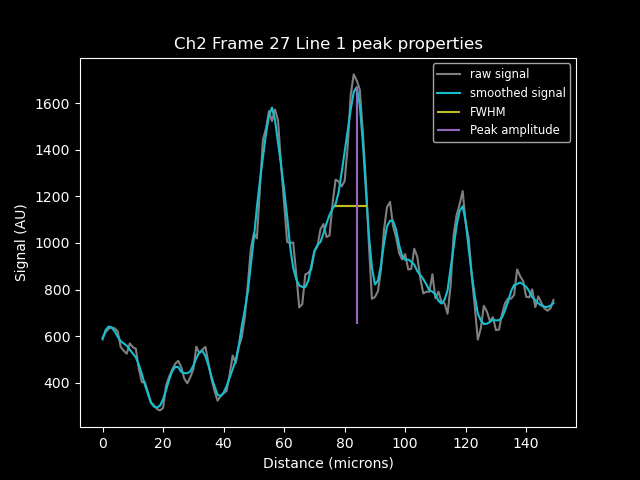 Ch2 Frame 27 Line 1 peak properties
raw signal
smoothed signal
FWHM
Peak amplitude
Signal (AU)
1600
1400
1200
1000
800
600
400
0 20 40 60 80 100 120 140
Distance (microns)